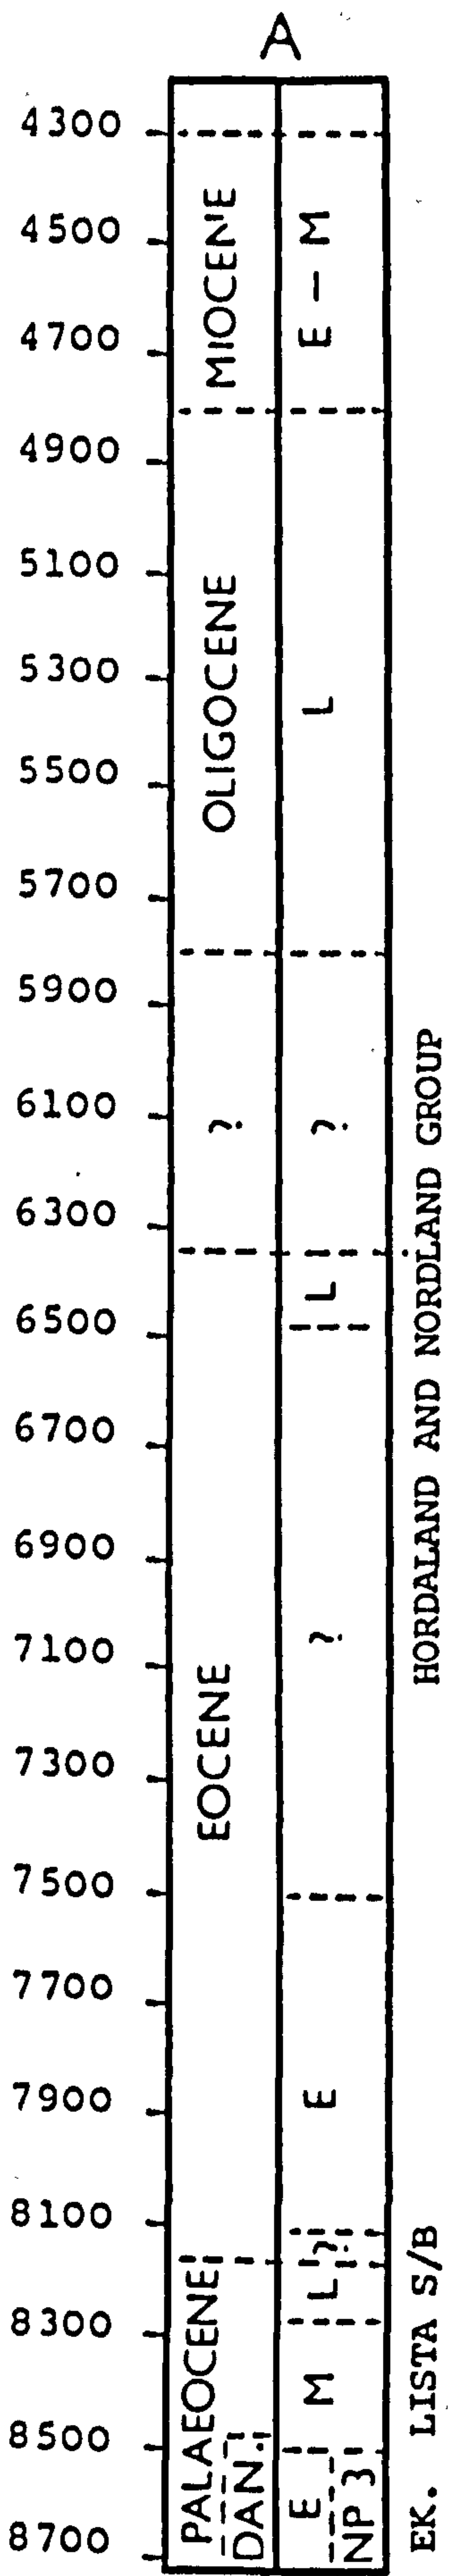 A
4300
4500
4700
4900
5100
5300
5500
5700
5900
6100
6300
6500
6700
6900
7100
7300
7500
7700
7900
8100
8300
8500
8700
MIOCENE
OLIGOCENE
?
EOCENE
PALAEOCENE
DAN.
E – M
L
?
L
?
E
?
L
M
E
NP 3
HORDALAND AND NORDLAND GROUP
LISTA S/B
EK.